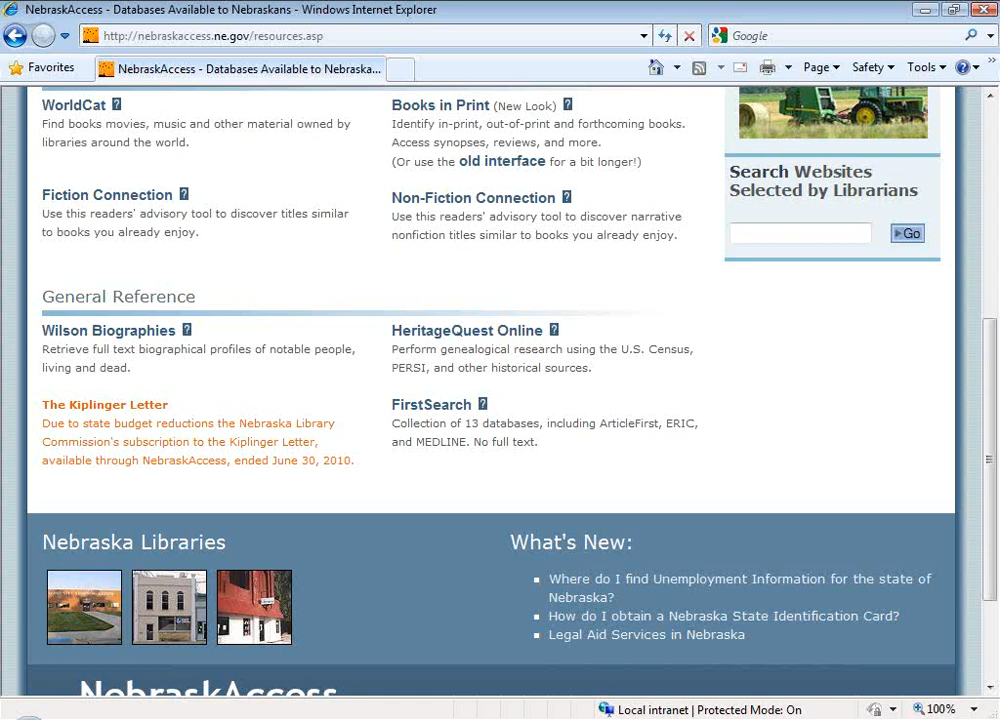 NebraskAccess - Databases Available to Nebraskans - Windows Internet Explorer
http://nebraskaccess.ne.gov/resources.asp
Google
Favorites
NebraskAccess - Databases Available to Nebraska...
Page
Safety
Tools
WorldCat ?
Find books movies, music and other material owned by
libraries around the world.
Books in Print (New Look) ?
Identify in-print, out-of-print and forthcoming books.
Access synopses, reviews, and more.
(Or use the old interface for a bit longer!)
Fiction Connection ?
Use this readers' advisory tool to discover titles similar
to books you already enjoy.
Non-Fiction Connection ?
Use this readers' advisory tool to discover narrative
nonfiction titles similar to books you already enjoy.
Search Websites
Selected by Librarians
Go
General Reference
Wilson Biographies ?
Retrieve full text biographical profiles of notable people,
living and dead.
HeritageQuest Online ?
Perform genealogical research using the U.S. Census,
PERSI, and other historical sources.
The Kiplinger Letter
Due to state budget reductions the Nebraska Library
Commission's subscription to the Kiplinger Letter,
available through NebraskAccess, ended June 30, 2010.
FirstSearch ?
Collection of 13 databases, including ArticleFirst, ERIC,
and MEDLINE. No full text.
Nebraska Libraries
What's New:
Where do I find Unemployment Information for the state of
Nebraska?
How do I obtain a Nebraska State Identification Card?
Legal Aid Services in Nebraska
NebraskAccess
Local intranet | Protected Mode: On
100%